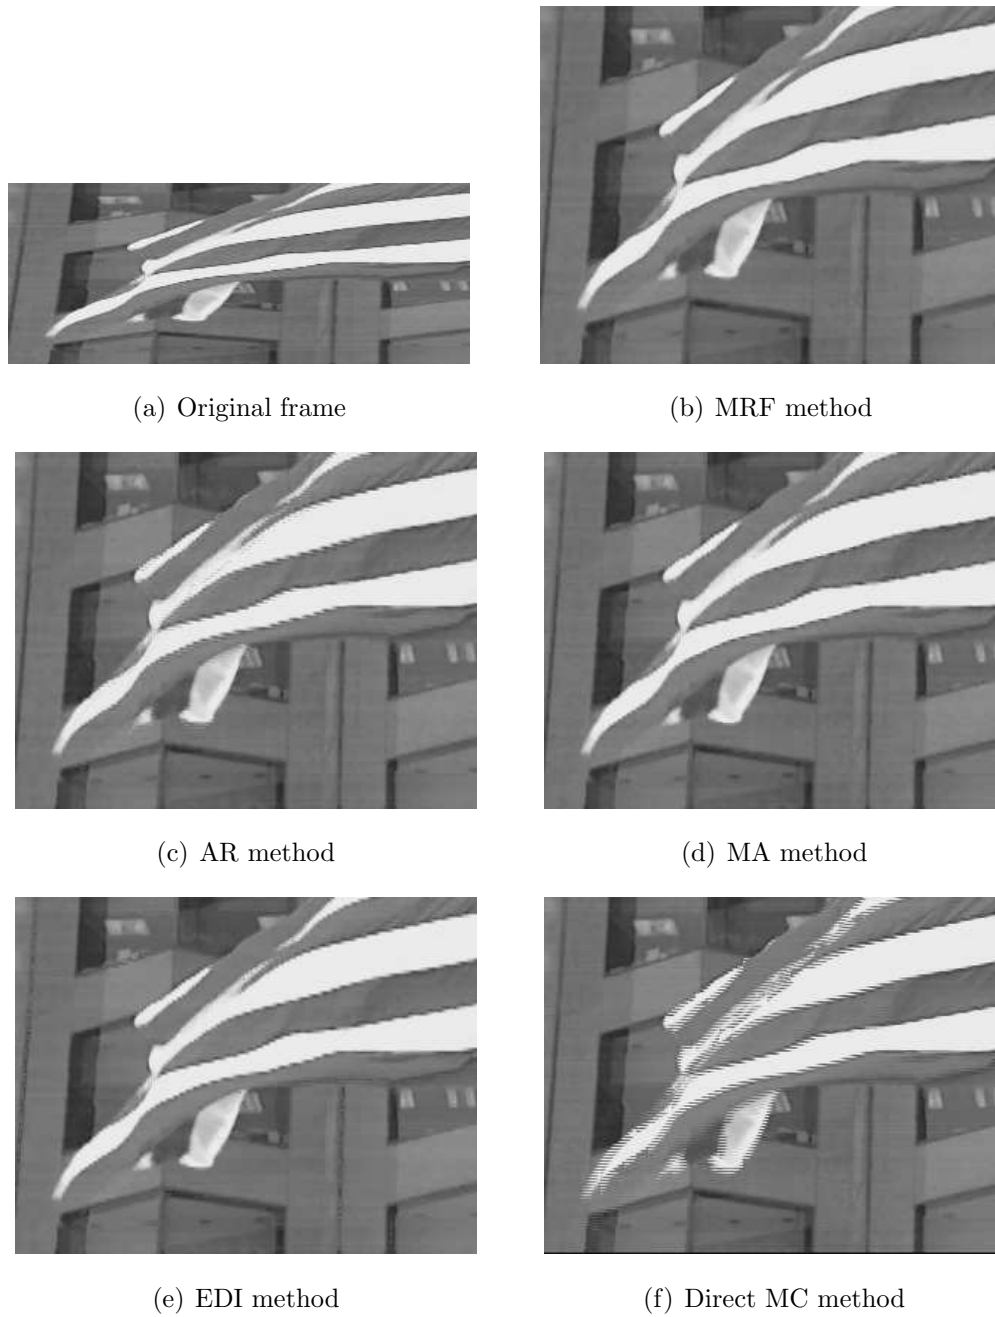 (a) Original frame
(b) MRF method
(c) AR method
(d) MA method
(e) EDI method
(f) Direct MC method